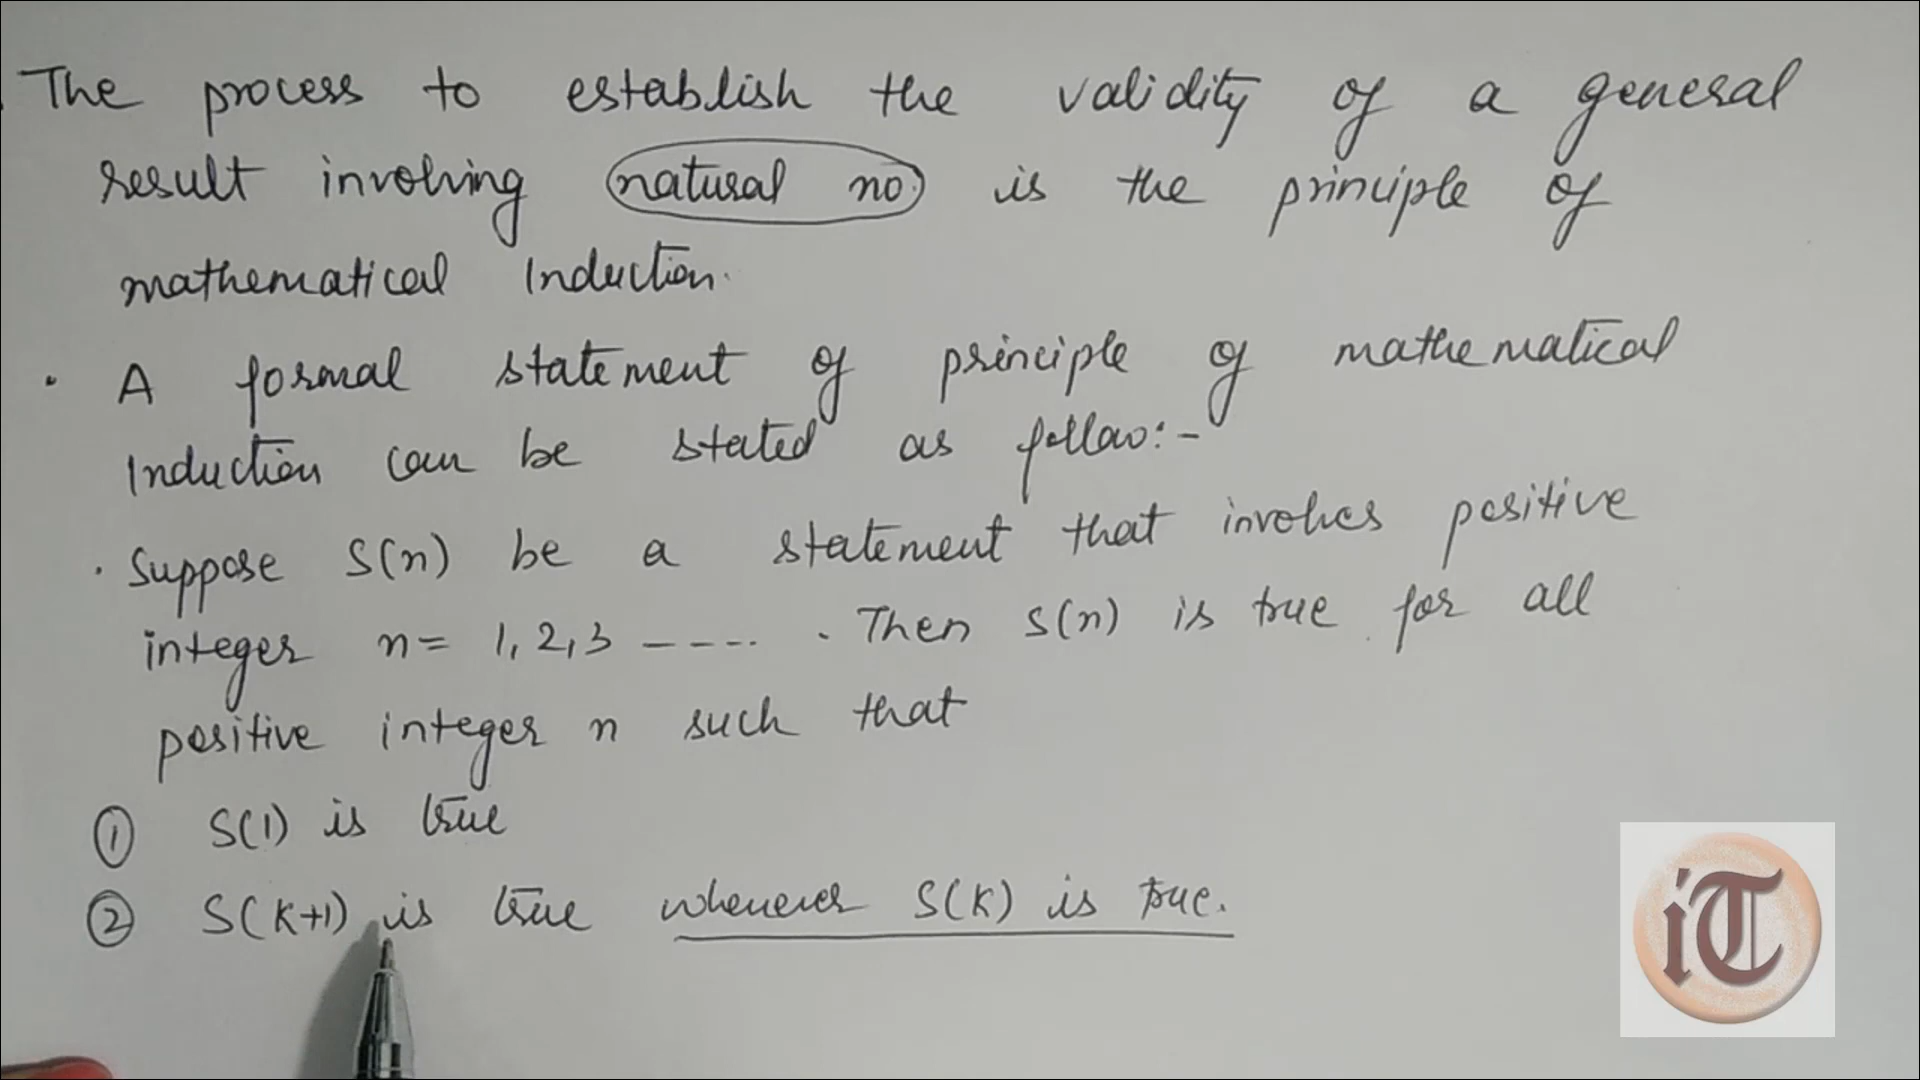 The process to establish the validity of a general
result involving natural no. is the principle of
mathematical Induction.
· A formal statement of principle of mathematical
Induction can be stated as follow:-
· Suppose S(n) be a statement that involves positive
integer n = 1, 2, 3 ----.. . Then S(n) is true for all
positive integer n such that
① S(1) is true
② S(K+1) is true whenever S(K) is true.
iT